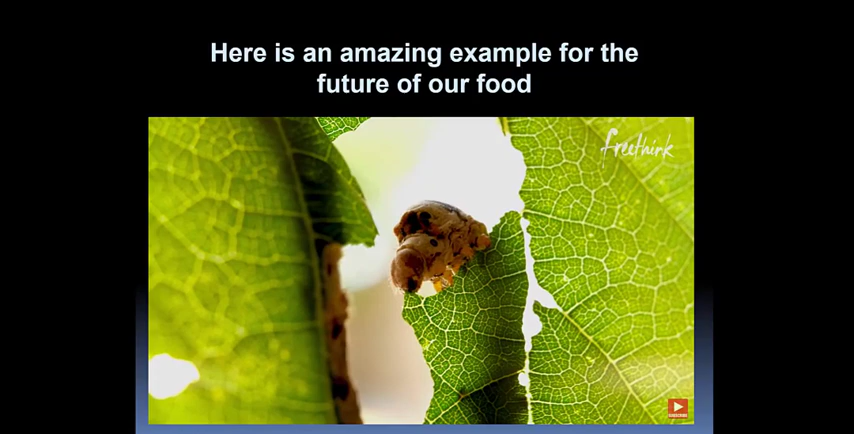 Here is an amazing example for the
future of our food
freethink